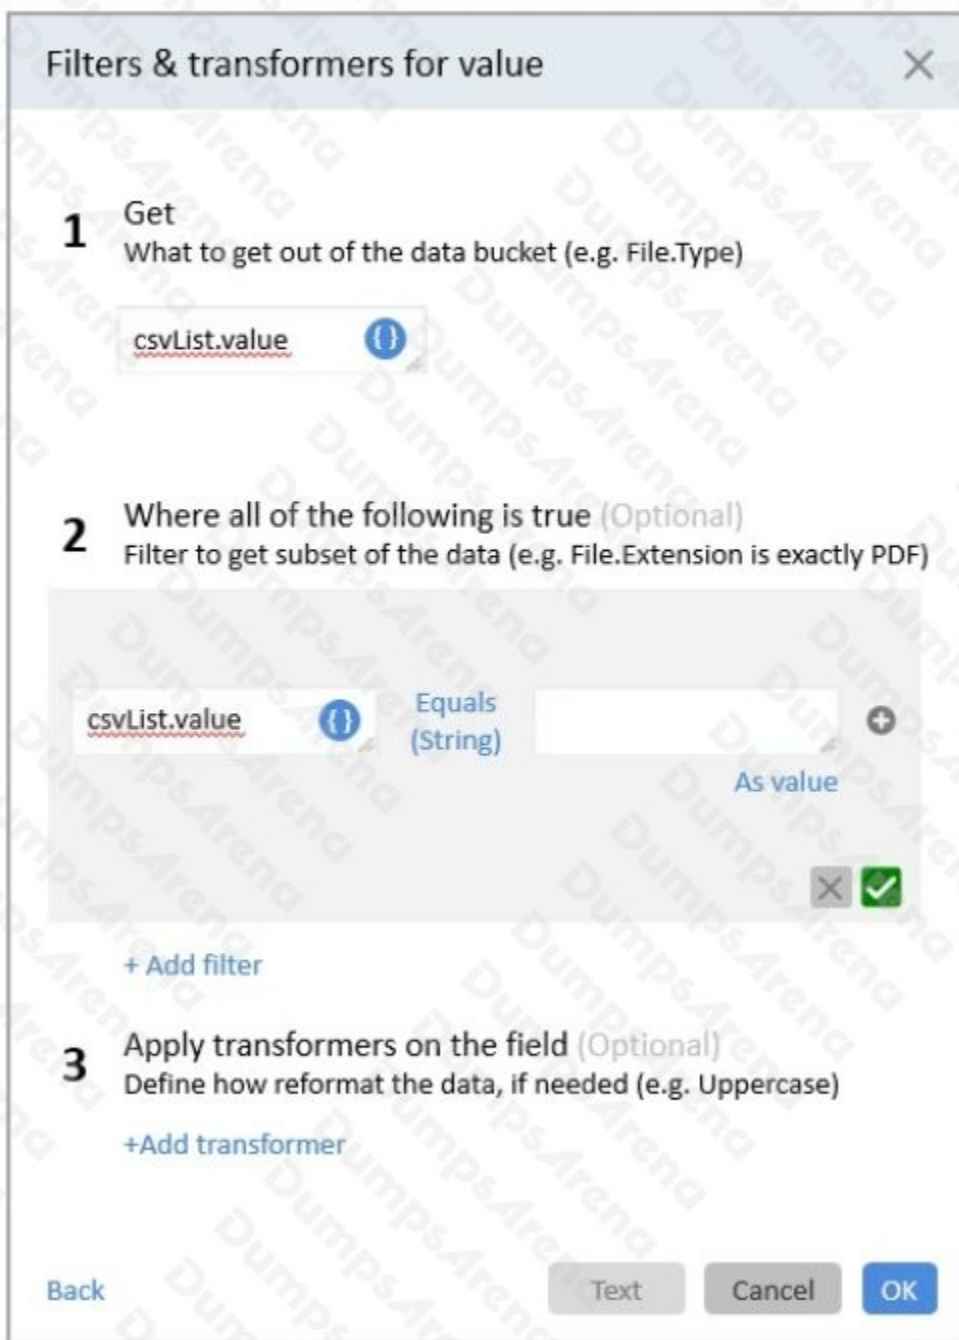 Filters & transformers for value
1
Get
What to get out of the data bucket (e.g. File.Type)
csvList.value
2
Where all of the following is true (Optional)
Filter to get subset of the data (e.g. File.Extension is exactly PDF)
csvList.value
Equals
(String)
As value
+ Add filter
3
Apply transformers on the field (Optional)
Define how reformat the data, if needed (e.g. Uppercase)
+Add transformer
Back Text Cancel OK
DumpsArena